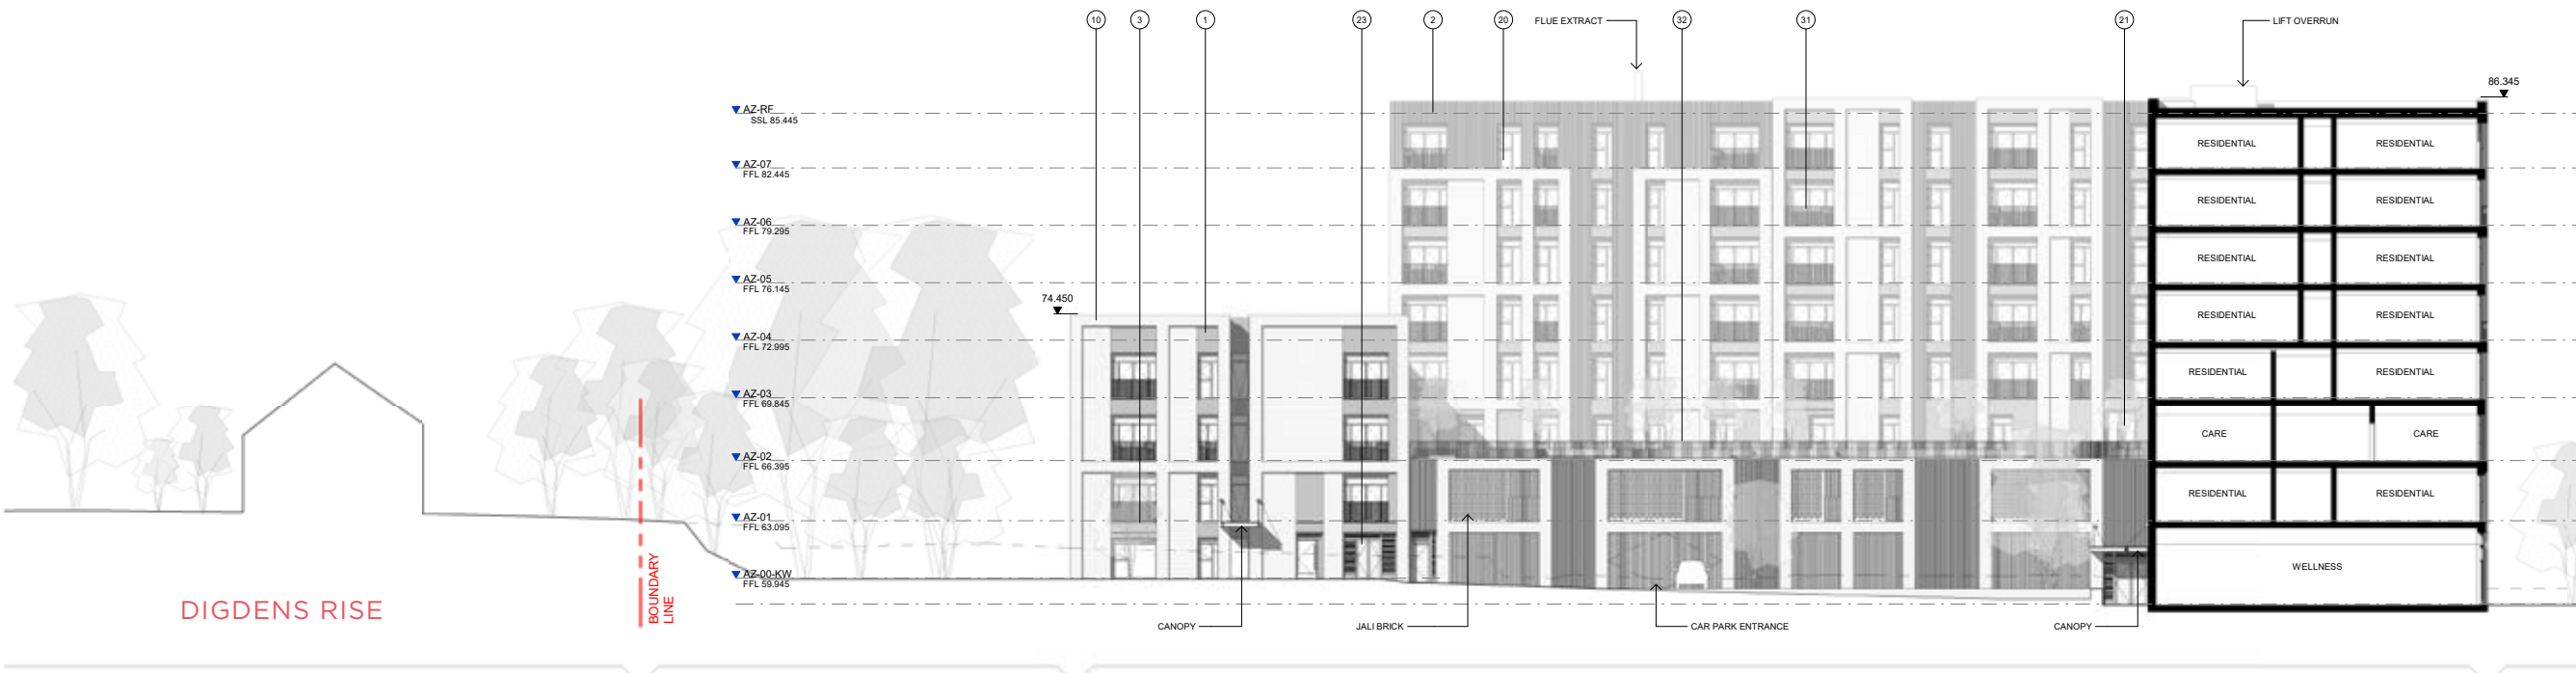 10
3
1
23
2
20
FLUE EXTRACT
32
31
21
LIFT OVERRUN
86.345
AZ-RF
SSL 85.445
AZ-07
FFL 82.445
AZ-06
FFL 79.295
AZ-05
FFL 76.145
74.450
AZ-04
FFL 72.995
AZ-03
FFL 69.845
AZ-02
FFL 66.395
AZ-01
FFL 63.095
AZ-00-KW
FFL 59.945
RESIDENTIAL
RESIDENTIAL
RESIDENTIAL
RESIDENTIAL
RESIDENTIAL
RESIDENTIAL
RESIDENTIAL
RESIDENTIAL
RESIDENTIAL
RESIDENTIAL
CARE
CARE
RESIDENTIAL
RESIDENTIAL
WELLNESS
DIGDENS RISE
BOUNDARY
LINE
CANOPY
JALI BRICK
CAR PARK ENTRANCE
CANOPY